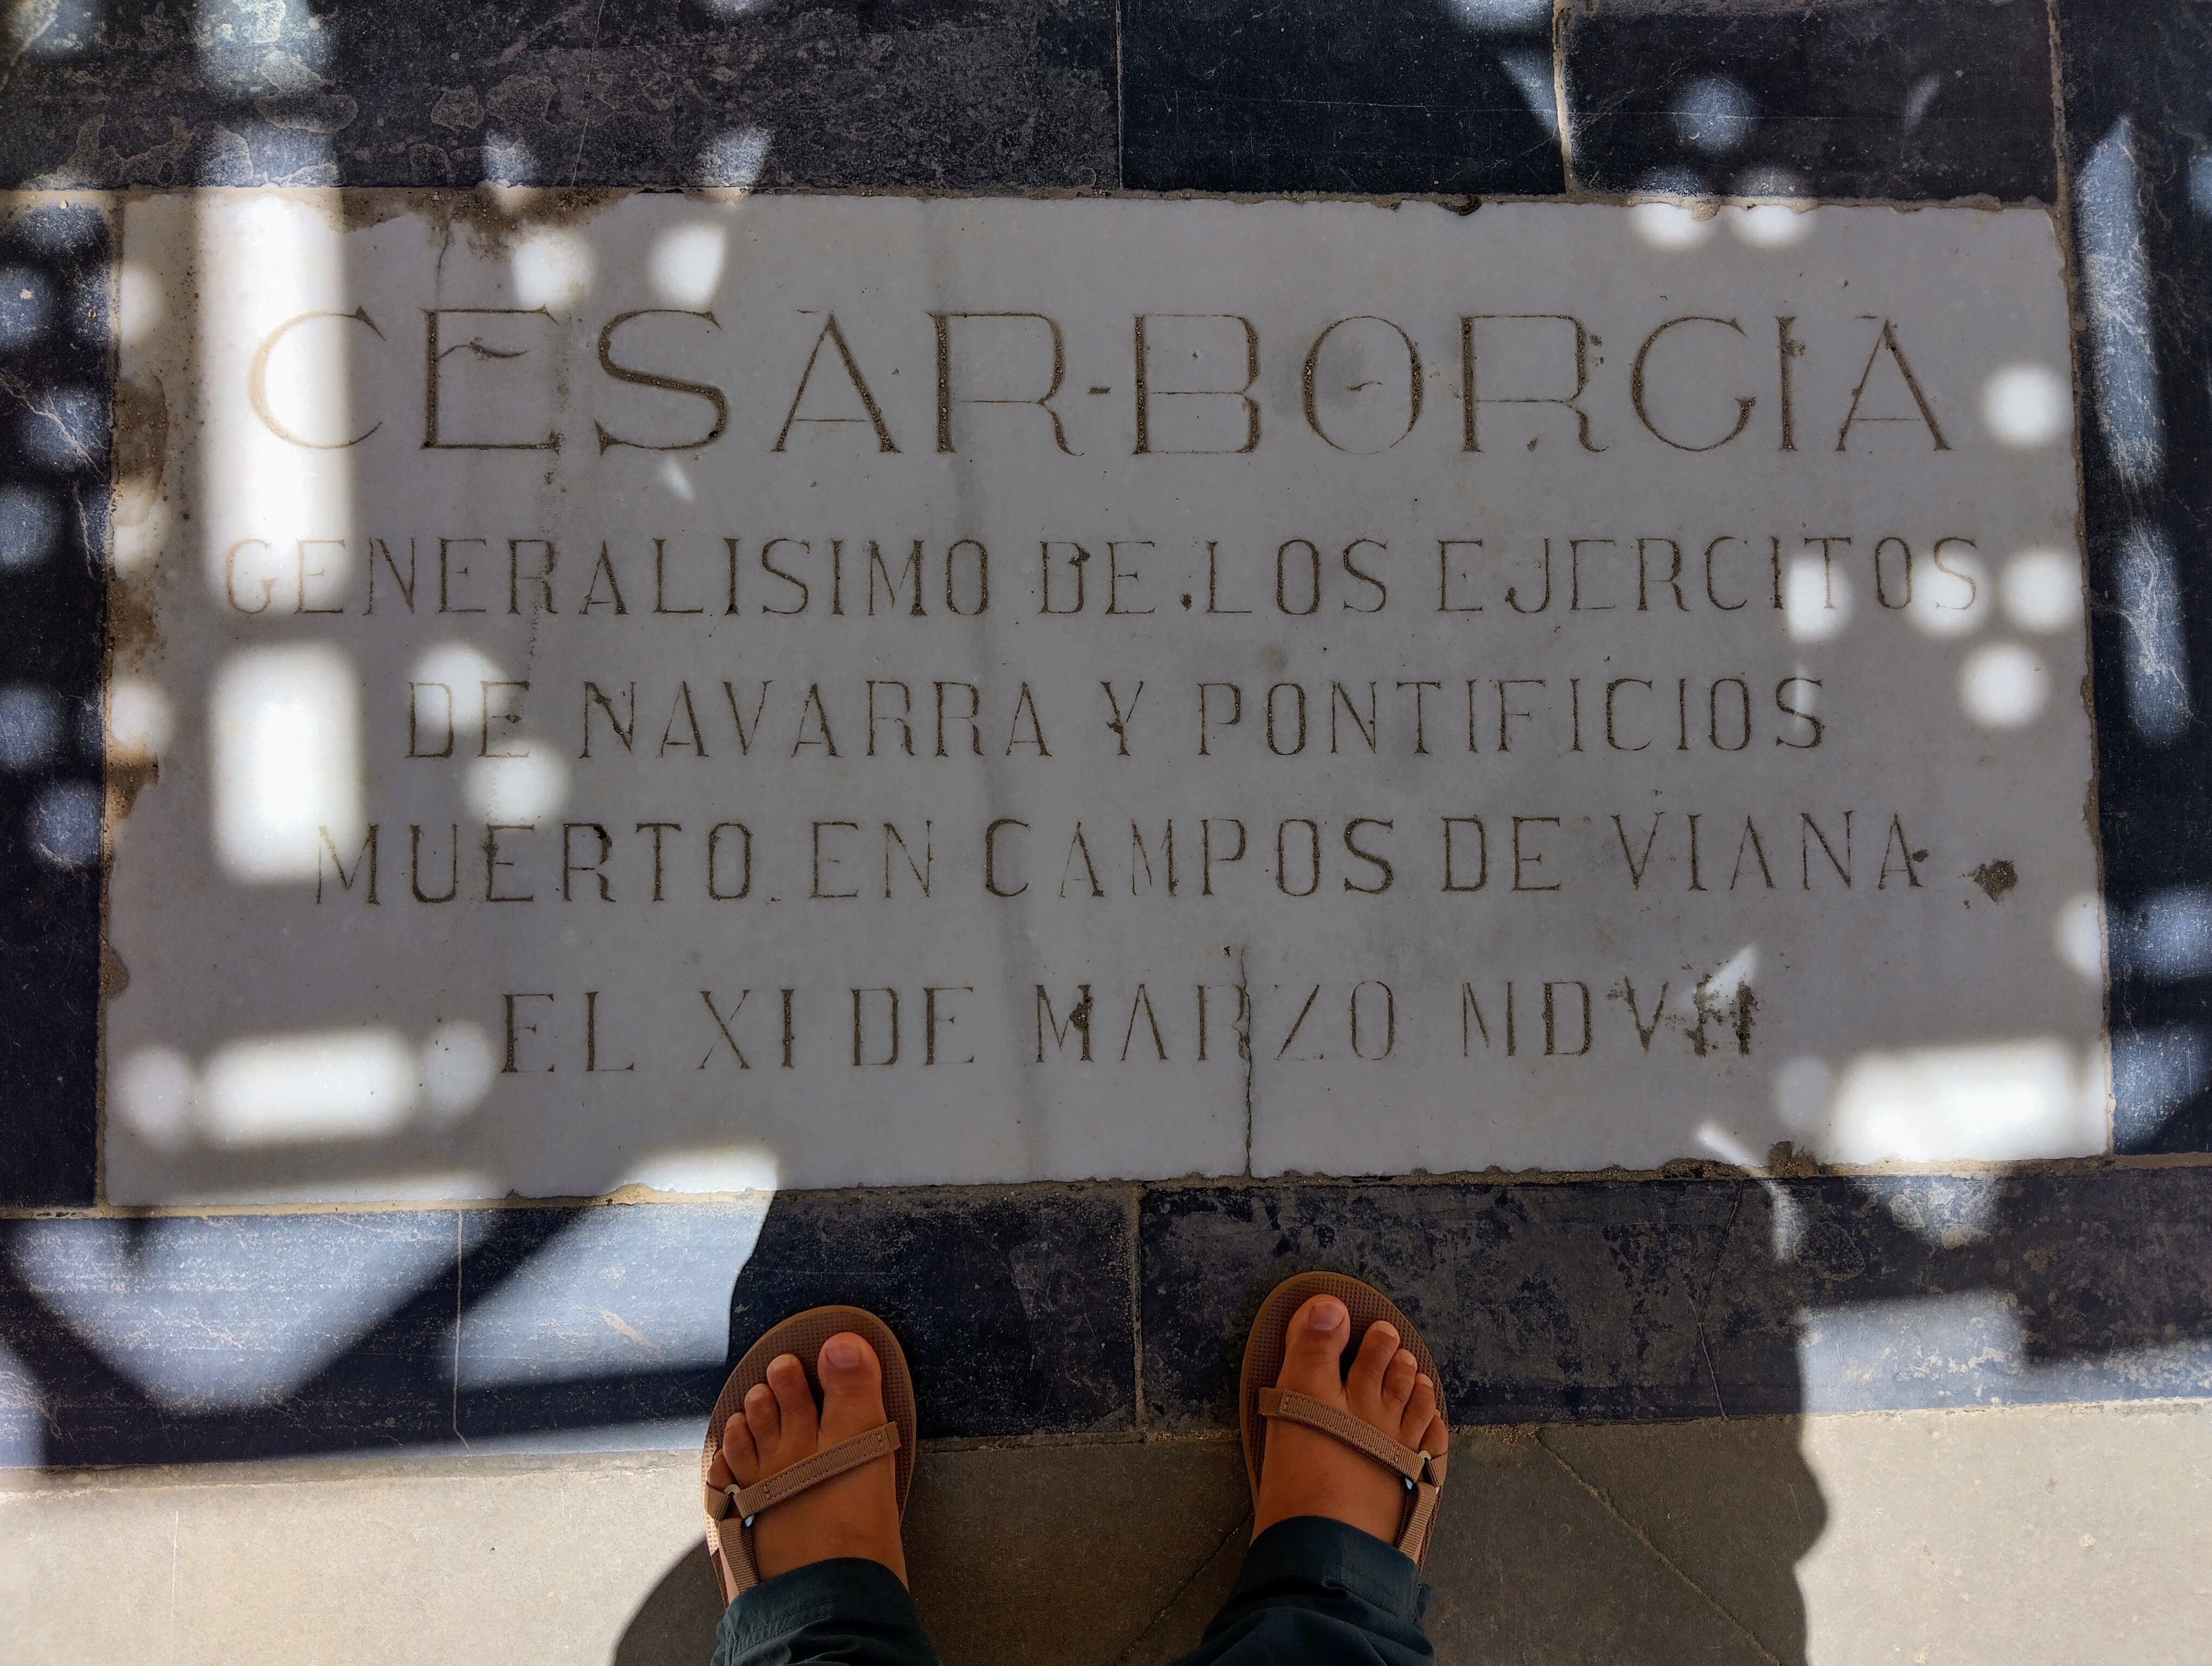 CESAR-BORGIA
GENERALISIMO DE LOS EJERCITOS
DE NAVARRA Y PONTIFICIOS
MUERTO EN CAMPOS DE VIANA
EL XI DE MARZO MDVII